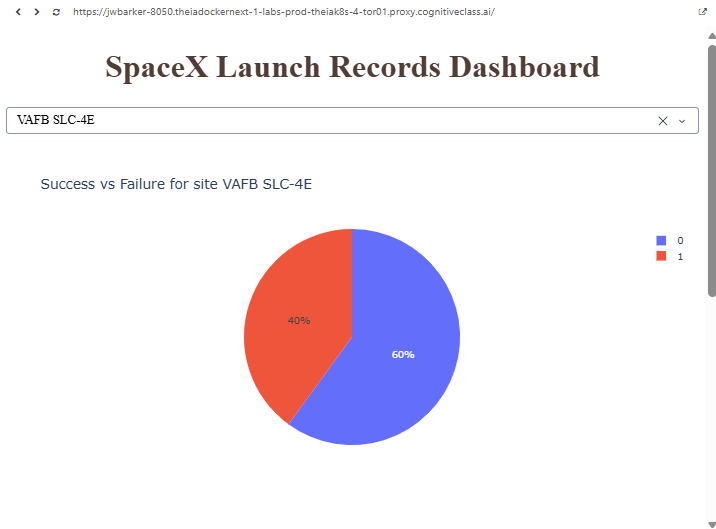 https://jwbarker-8050.theiadockernext-1-labs-prod-theiak8s-4-tor01.proxy.cognitiveclass.ai/
SpaceX Launch Records Dashboard
VAFB SLC-4E
Success vs Failure for site VAFB SLC-4E
0
1
40%
60%